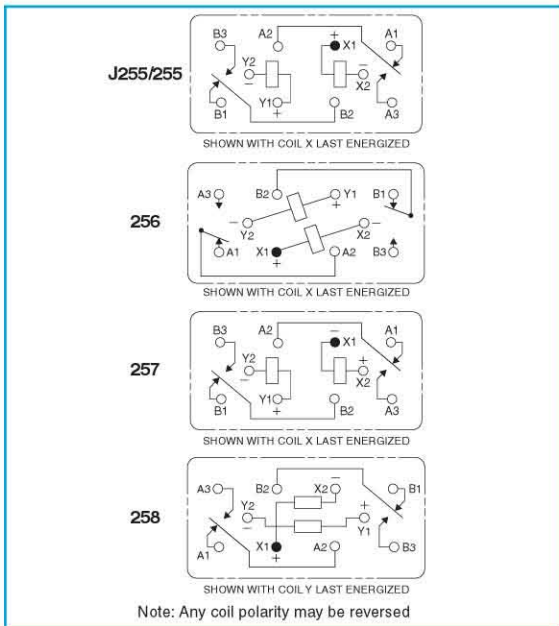 B3 A2 X1 A1
+
J255/255
Y2 −
− X2
Y1
B1 + B2 A3
SHOWN WITH COIL X LAST ENERGIZED
A3 B2 Y1 B1
+
256
− −
Y2 X2
A1 X1 A2 B3
+
SHOWN WITH COIL X LAST ENERGIZED
B3 A2 − X1 A1
257
Y2 +
− X2
Y1
B1 + B2 A3
SHOWN WITH COIL X LAST ENERGIZED
A3 B2 X2 − B1
258
Y2 +
− Y1
A1 X1 A2 B3
+
SHOWN WITH COIL Y LAST ENERGIZED
Note: Any coil polarity may be reversed